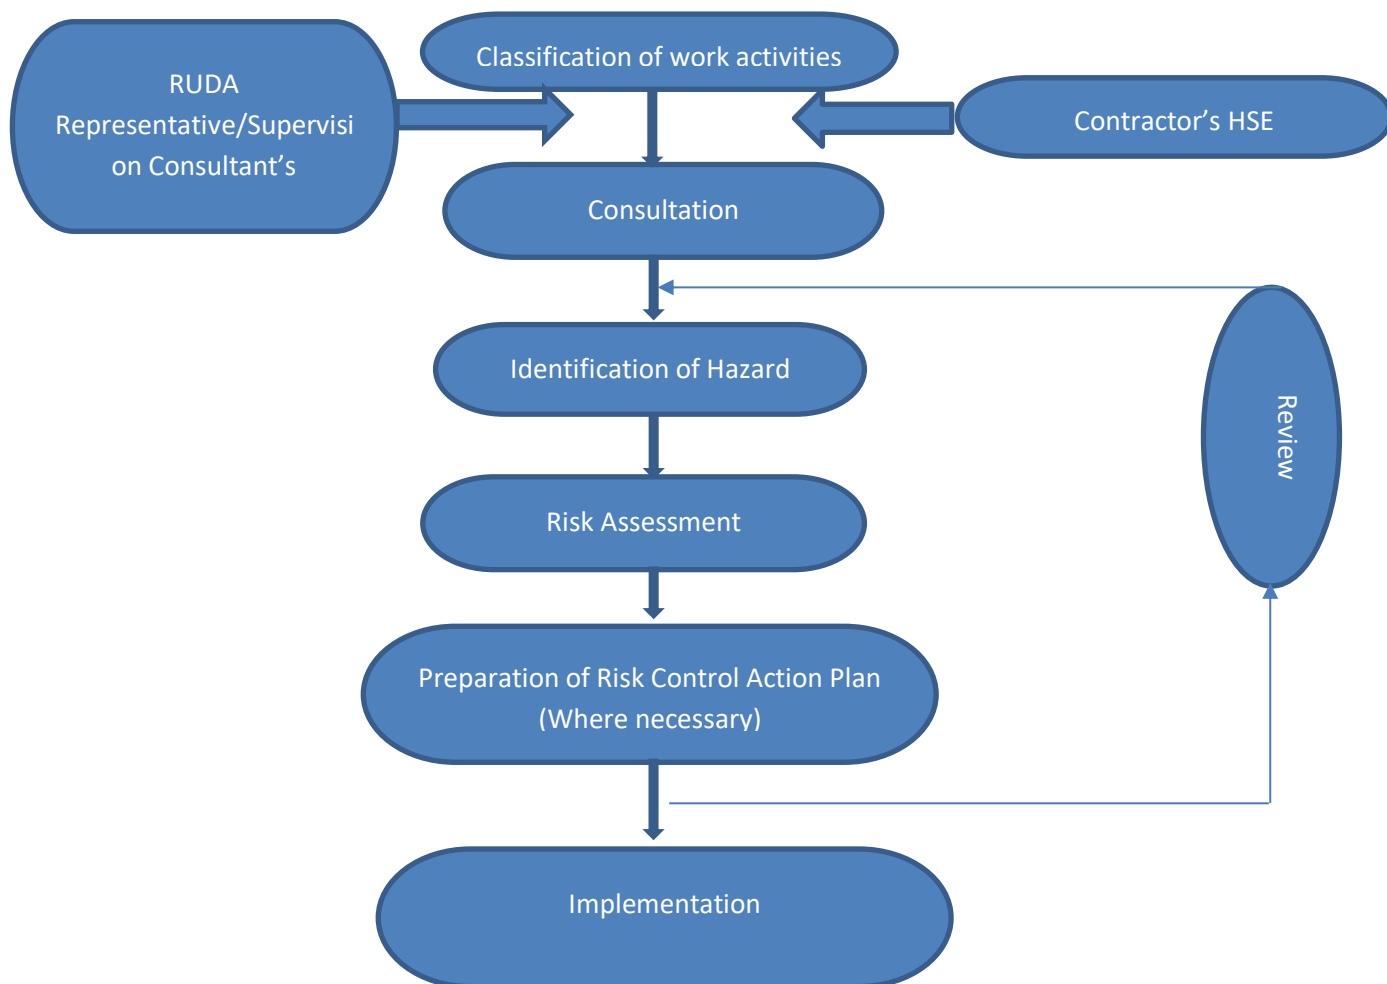 Classification of work activities
RUDA
Representative/Supervisi
on Consultant’s
Contractor’s HSE
Consultation
Identification of Hazard
Review
Risk Assessment
Preparation of Risk Control Action Plan
(Where necessary)
Implementation